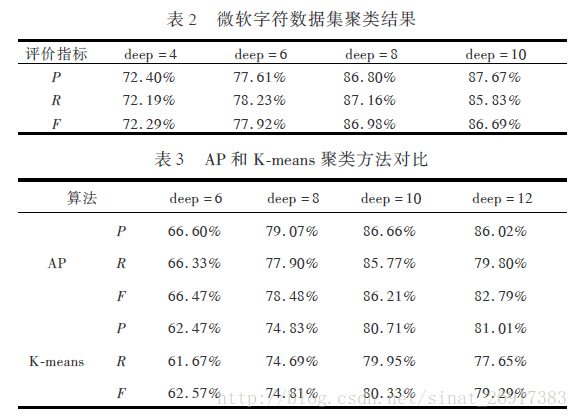 表 2 微软字符数据集聚类结果
评价指标 deep=4 deep=6 deep=8 deep=10
P 72.40% 77.61% 86.80% 87.67%
R 72.19% 78.23% 87.16% 85.83%
F 72.29% 77.92% 86.98% 86.69%
表 3 AP 和 K-means 聚类方法对比
算法 deep=6 deep=8 deep=10 deep=12
P 66.60% 79.07% 86.66% 86.02%
AP R 66.33% 77.90% 85.77% 79.80%
F 66.47% 78.48% 86.21% 82.79%
P 62.47% 74.83% 80.71% 81.01%
K-means R 61.67% 74.69% 79.95% 77.65%
F 62.57% 74.81% 80.33% 79.29%
http://blog.csdn.net/sinat_26917383